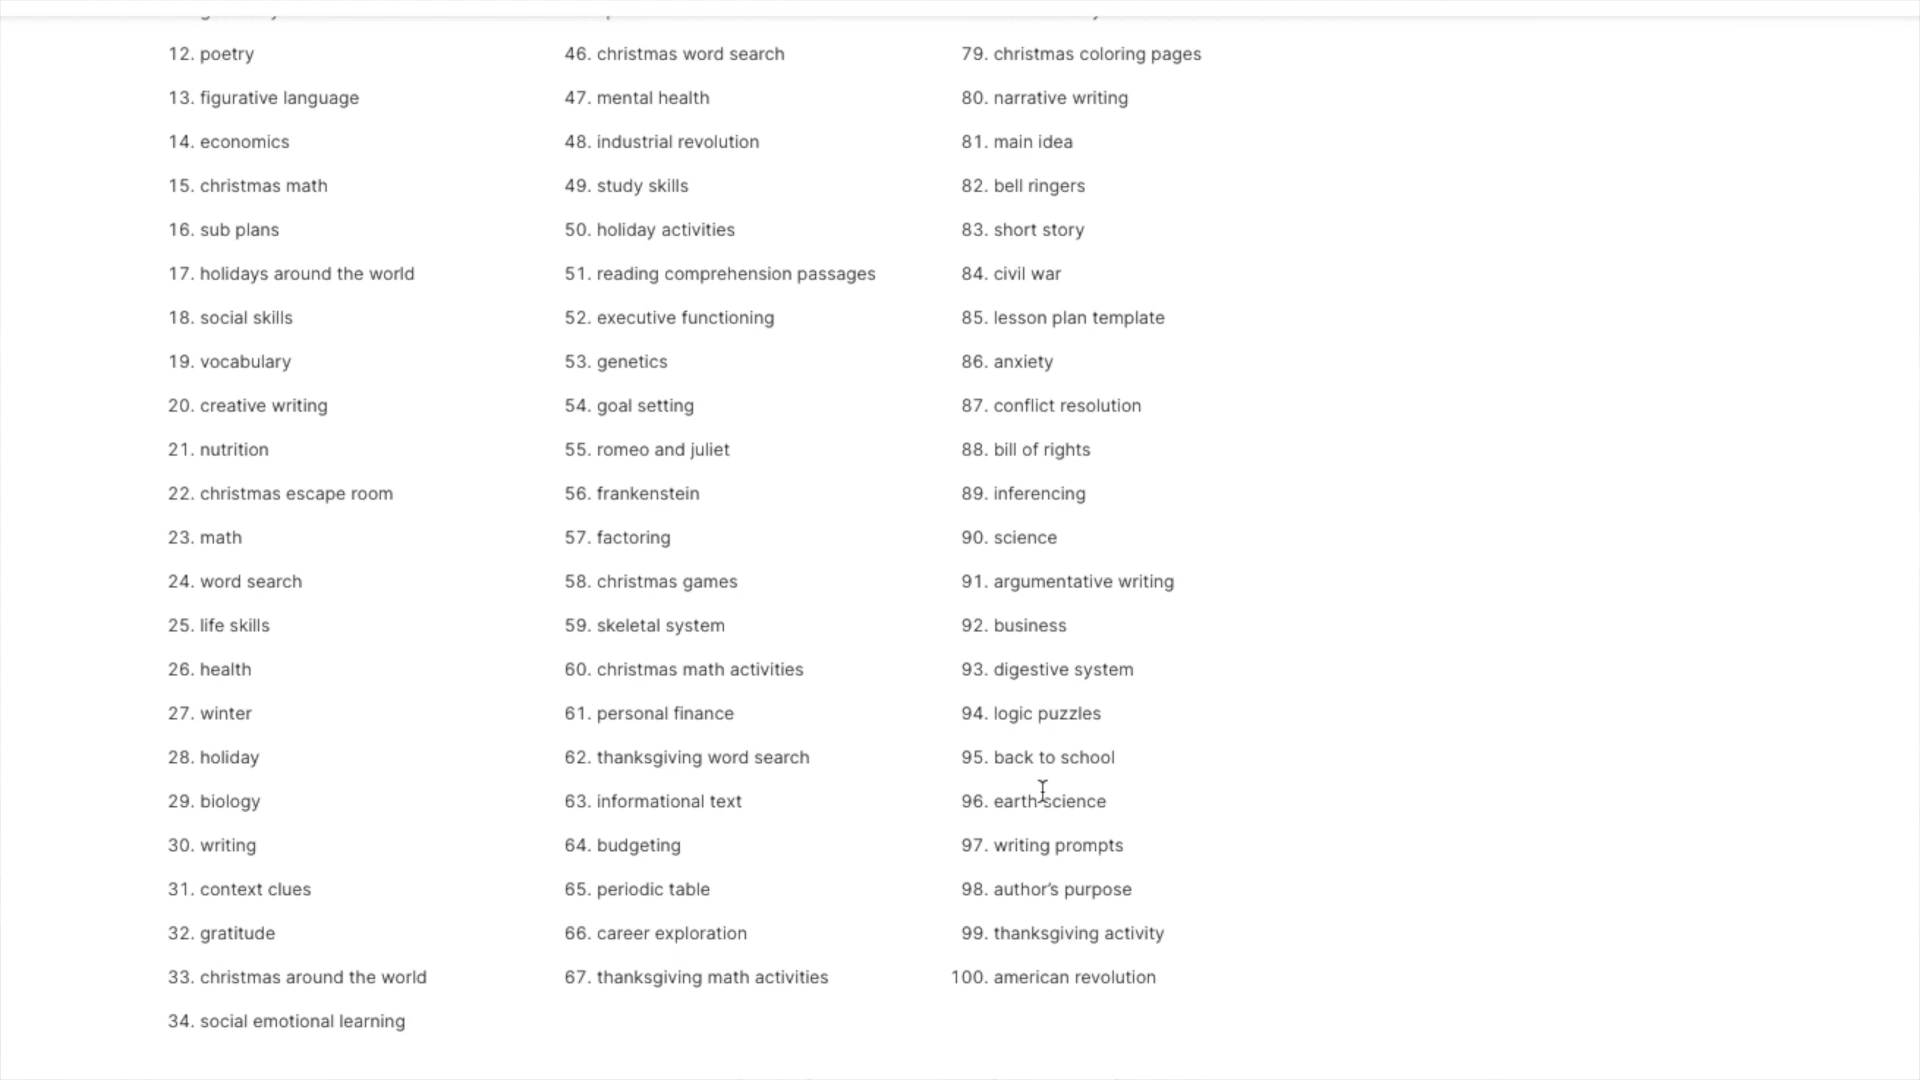 12. poetry
13. figurative language
14. economics
15. christmas math
16. sub plans
17. holidays around the world
18. social skills
19. vocabulary
20. creative writing
21. nutrition
22. christmas escape room
23. math
24. word search
25. life skills
26. health
27. winter
28. holiday
29. biology
30. writing
31. context clues
32. gratitude
33. christmas around the world
34. social emotional learning
46. christmas word search
47. mental health
48. industrial revolution
49. study skills
50. holiday activities
51. reading comprehension passages
52. executive functioning
53. genetics
54. goal setting
55. romeo and juliet
56. frankenstein
57. factoring
58. christmas games
59. skeletal system
60. christmas math activities
61. personal finance
62. thanksgiving word search
63. informational text
64. budgeting
65. periodic table
66. career exploration
67. thanksgiving math activities
79. christmas coloring pages
80. narrative writing
81. main idea
82. bell ringers
83. short story
84. civil war
85. lesson plan template
86. anxiety
87. conflict resolution
88. bill of rights
89. inferencing
90. science
91. argumentative writing
92. business
93. digestive system
94. logic puzzles
95. back to school
96. earth science
97. writing prompts
98. author’s purpose
99. thanksgiving activity
100. american revolution